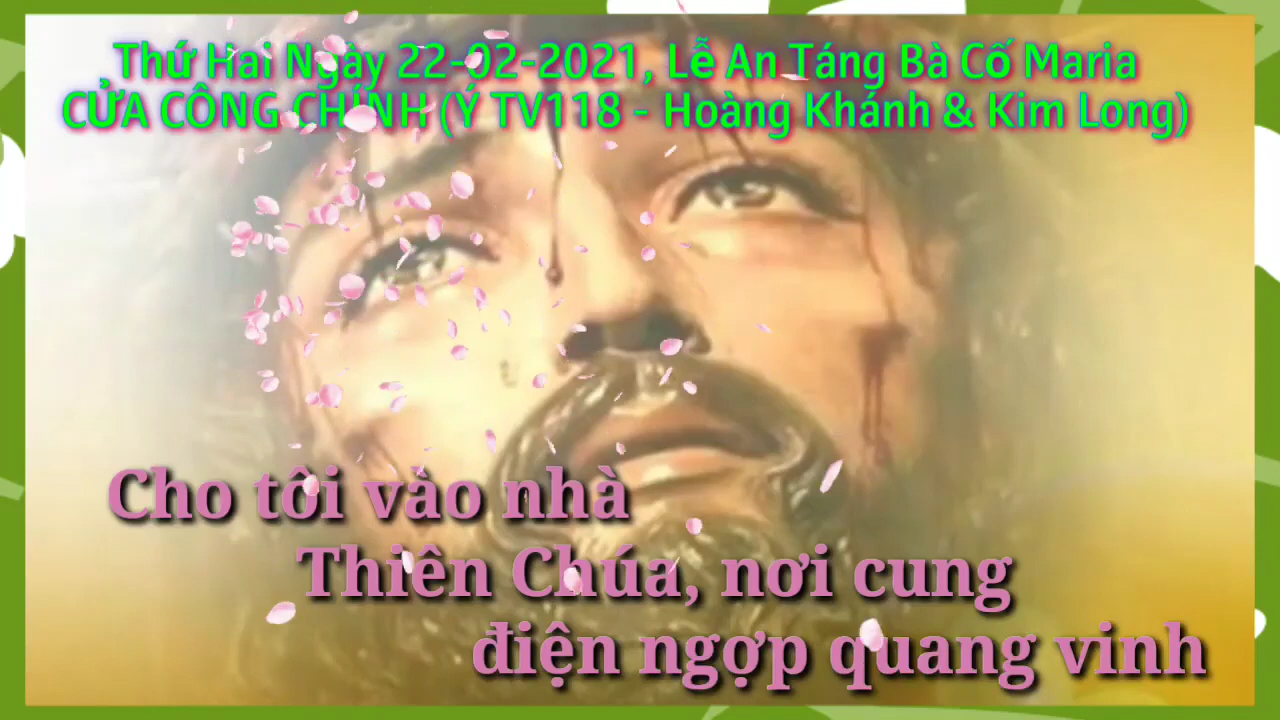 Thứ Hai Ngày 22-02-2021, Lễ An Táng Bà Cố Maria
CỬA CÔNG CHÍNH (Ý TV118 - Hoàng Khánh & Kim Long)
Cho tôi vào nhà
Thiên Chúa, nơi cung
điện ngợp quang vinh